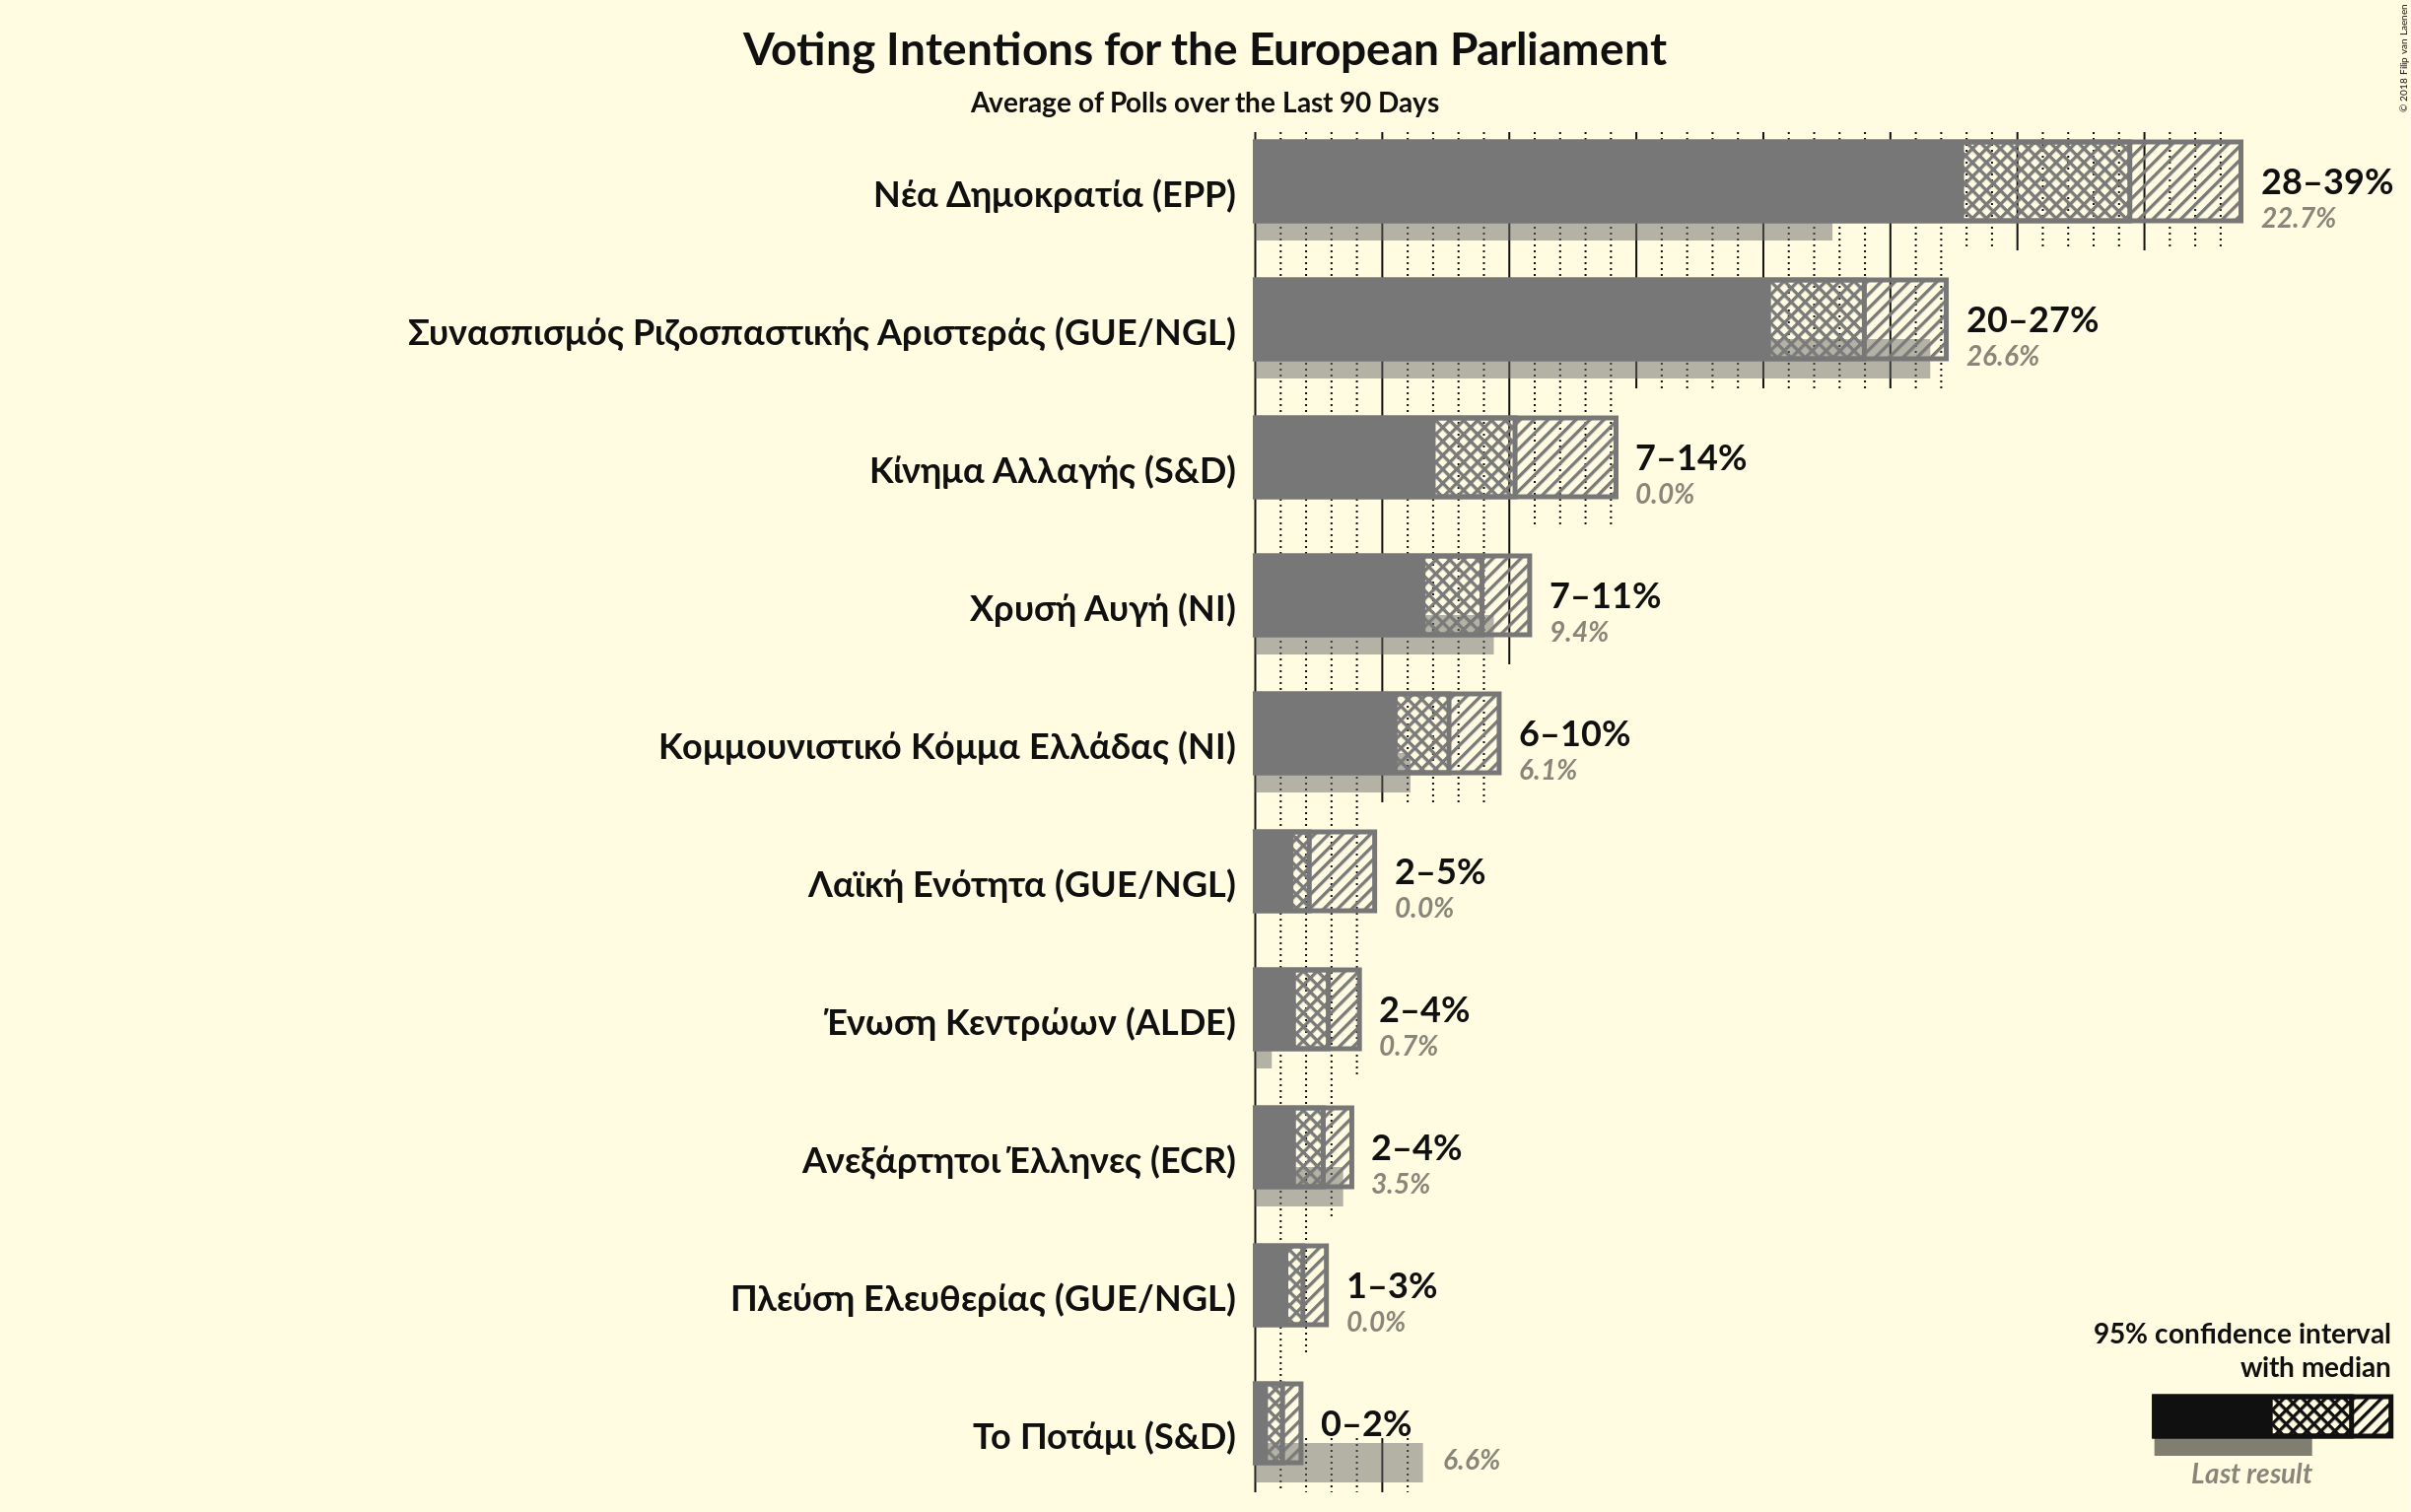 © 2018 Filip van Laenen
Voting Intentions for the European Parliament
Average of Polls over the Last 90 Days
Νέα Δημοκρατία (EPP)
28–39%
22.7%
Συνασπισμός Ριζοσπαστικής Αριστεράς (GUE/NGL)
20–27%
26.6%
Κίνημα Αλλαγής (S&D)
7–14%
0.0%
Χρυσή Αυγή (NI)
7–11%
9.4%
Κομμουνιστικό Κόμμα Ελλάδας (NI)
6–10%
6.1%
Λαϊκή Ενότητα (GUE/NGL)
2–5%
0.0%
Ένωση Κεντρώων (ALDE)
2–4%
0.7%
Ανεξάρτητοι Έλληνες (ECR)
2–4%
3.5%
Πλεύση Ελευθερίας (GUE/NGL)
1–3%
0.0%
Το Ποτάμι (S&D)
0–2%
6.6%
95% confidence interval
with median
Last result